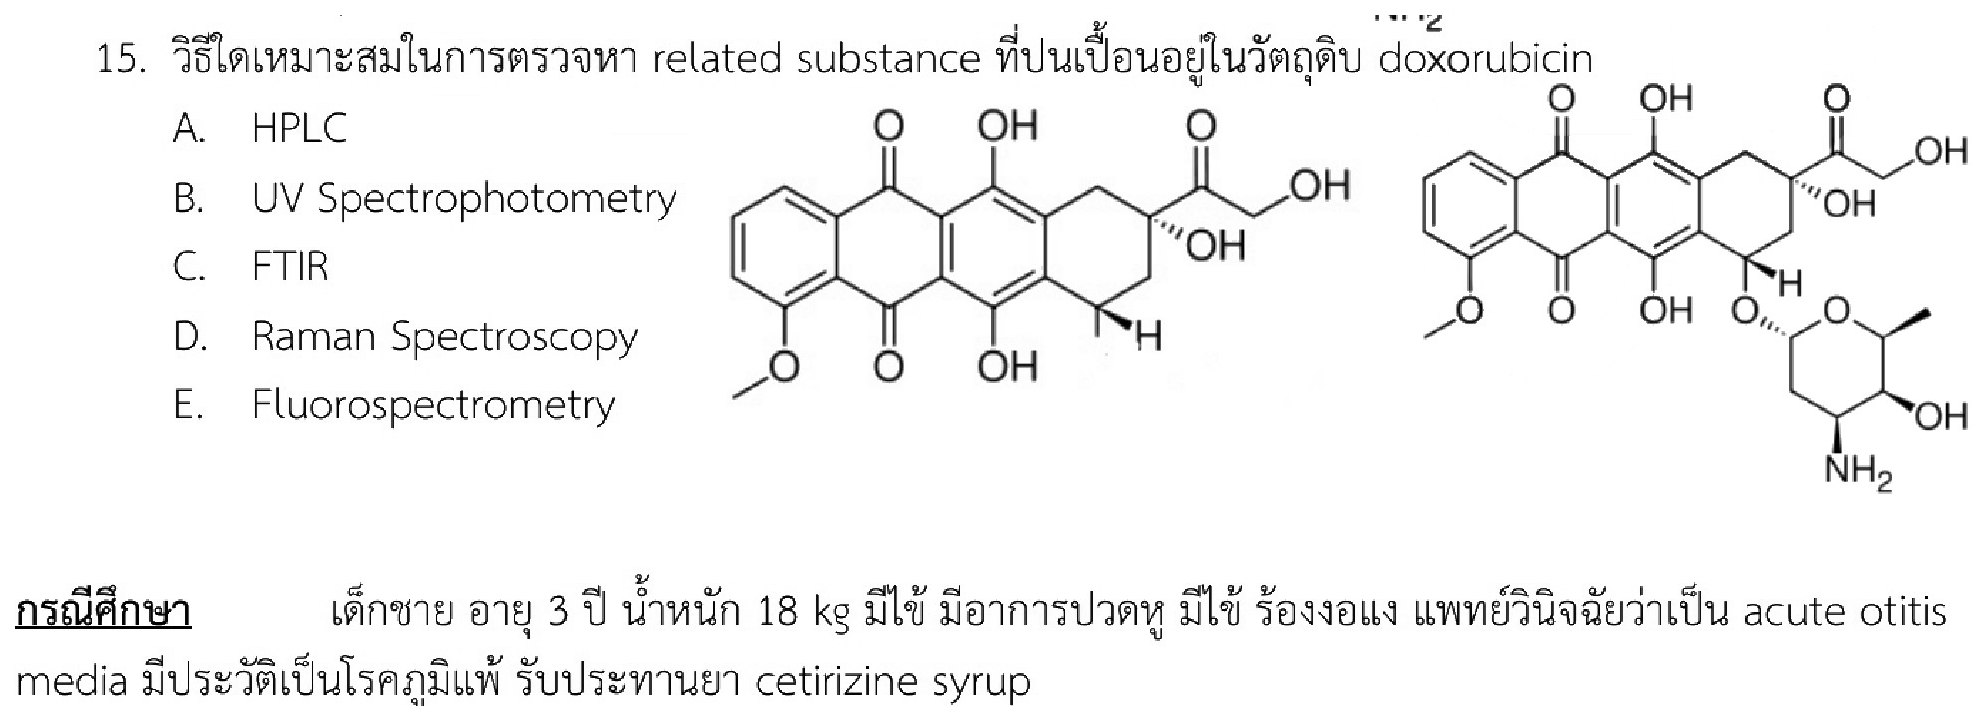 NH2
15. วิธีใดเหมาะสมในการตรวจหา related substance ที่ปนเปื้อนอยู่ในวัตถุดิบ doxorubicin
A. HPLC
B. UV Spectrophotometry
C. FTIR
D. Raman Spectroscopy
E. Fluorospectrometry
O OH O
OH
OH
H
O O OH
O OH O
OH
OH
H
O O OH O O
OH
NH2
กรณีศึกษา เด็กชาย อายุ 3 ปี น้ำหนัก 18 kg มีไข้ มีอาการปวดหู มีไข้ ร้องงอแง แพทย์วินิจฉัยว่าเป็น acute otitis
media มีประวัติเป็นโรคภูมิแพ้ รับประทานยา cetirizine syrup